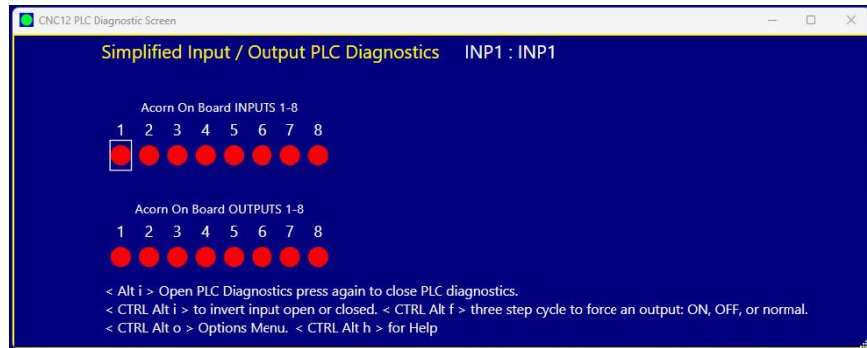 CNC12 PLC Diagnostic Screen
Simplified Input / Output PLC Diagnostics INP1 : INP1
Acorn On Board INPUTS 1-8
1 2 3 4 5 6 7 8
Acorn On Board OUTPUTS 1-8
1 2 3 4 5 6 7 8
< Alt i > Open PLC Diagnostics press again to close PLC diagnostics.
< CTRL Alt i > to invert input open or closed. < CTRL Alt f > three step cycle to force an output: ON, OFF, or normal.
< CTRL Alt o > Options Menu. < CTRL Alt h > for Help